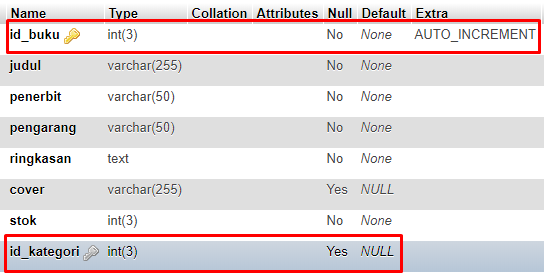 Name Type Collation Attributes Null Default Extra
id_buku int(3) No None AUTO_INCREMENT
judul varchar(255) No None
penerbit varchar(50) No None
pengarang varchar(50) No None
ringkasan text No None
cover varchar(255) Yes NULL
stok int(3) No None
id_kategori int(3) Yes NULL